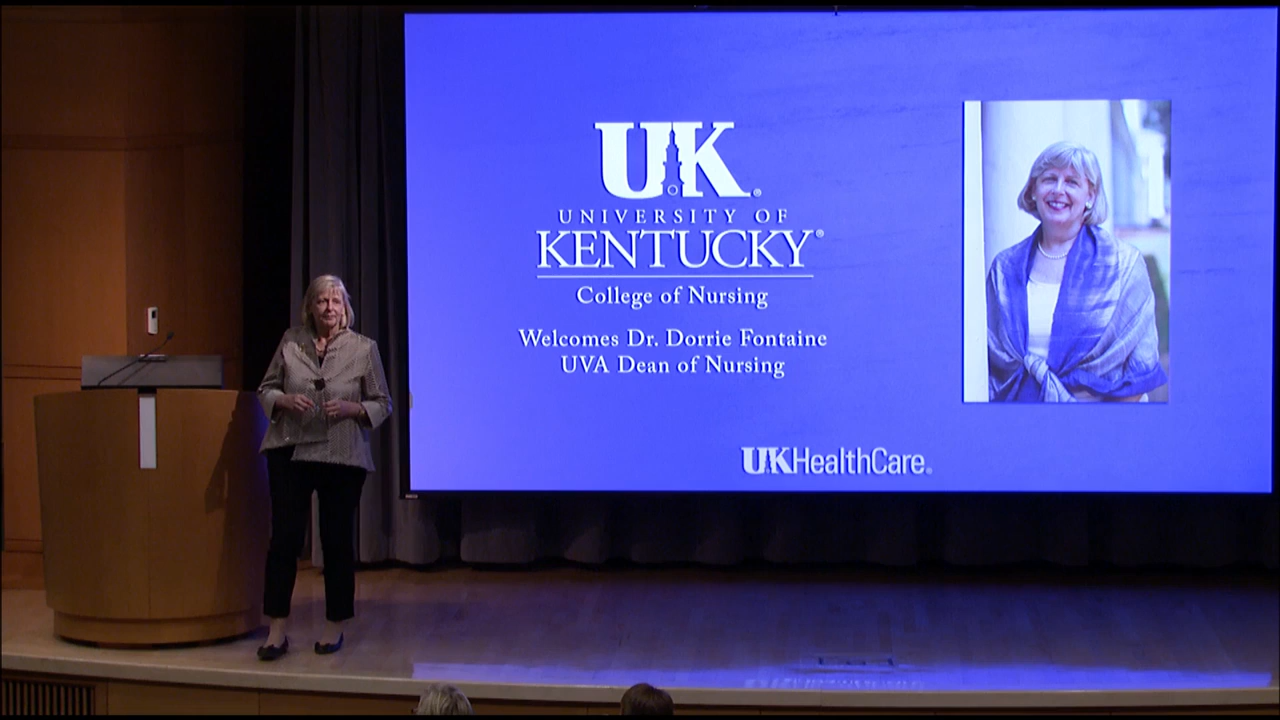 UK®
UNIVERSITY OF
KENTUCKY®
College of Nursing
Welcomes Dr. Dorrie Fontaine
UVA Dean of Nursing
UKHealthCare®